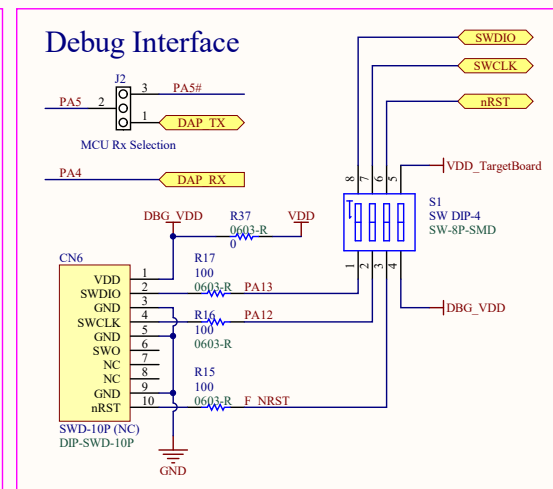 Debug Interface
SWDIO
SWCLK
nRST
J2
3
PA5#
PA5
2
1
DAP_TX
MCU Rx Selection
PA4
DAP_RX
8
7
6
5
VDD_TargetBoard
S1
SW DIP-4
SW-8P-SMD
1
2
3
4
DBG_VDD
DBG_VDD
R37
0603-R
0
VDD
CN6
VDD
1
SWDIO
2
GND
3
SWCLK
4
GND
5
SWO
6
NC
7
NC
8
GND
9
nRST
10
SWD-10P (NC)
DIP-SWD-10P
R17
100
0603-R
PA13
R16
100
0603-R
PA12
R15
100
0603-R
F_NRST
GND